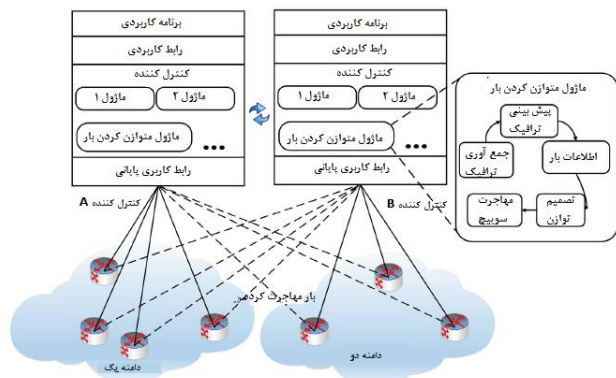 برنامه کاربردی
رابط کاربردی
کنترل کننده
ماژول ۱
ماژول ۲
ماژول متوازن کردن بار
...
رابط کاربری پایانی
کنترل کننده A
برنامه کاربردی
رابط کاربردی
کنترل کننده
ماژول ۱
ماژول ۲
ماژول متوازن کردن بار
...
رابط کاربری پایانی
کنترل کننده B
ماژول متوازن کردن بار
پیش بینی
ترافیک
جمع آوری
ترافیک
اطلاعات بار
مهاجرت
سوییچ
تصمیم
توازن
بار مهاجرت کرده
دامنه یک
دامنه دو